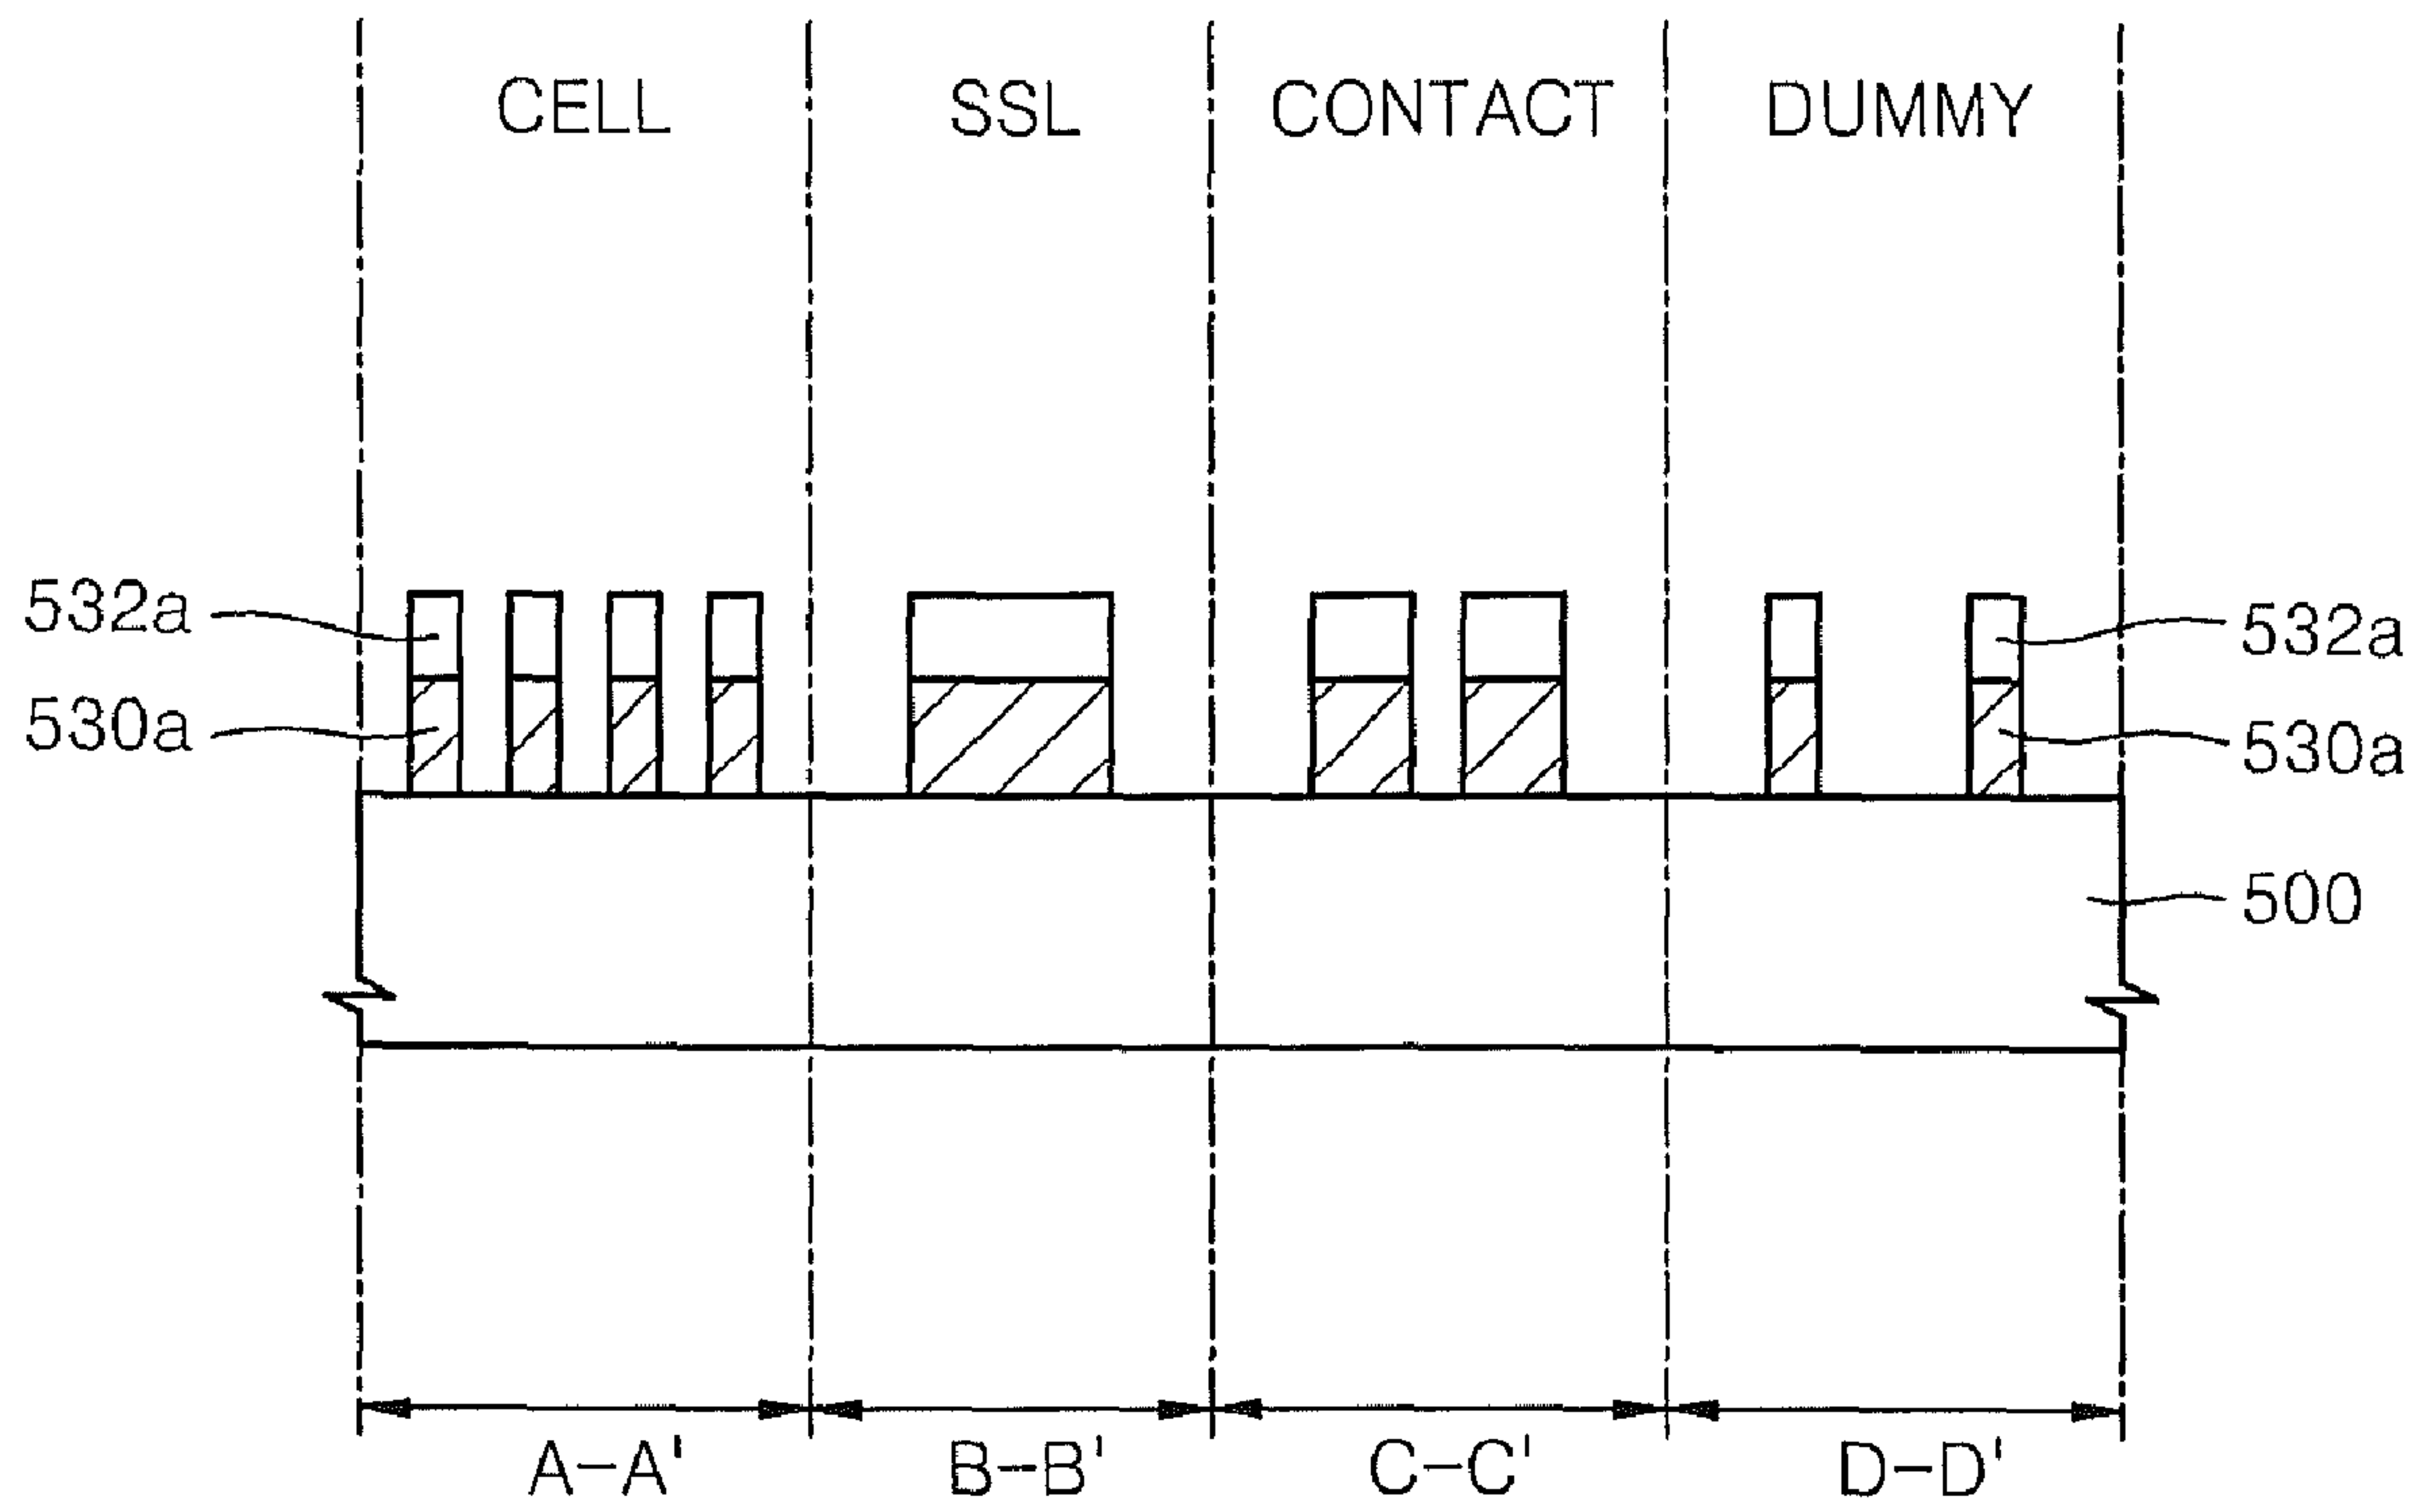 CELL SSL CONTACT DUMMY
532a 532a
530a 530a
500
A-A' B-B' C-C' D-D'